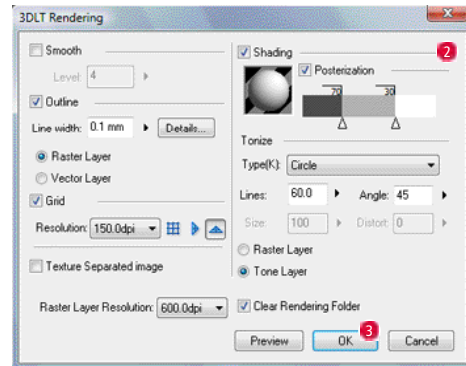 3DLT Rendering
Smooth
Level: 4
Outline
Line width: 0.1 mm Details...
Raster Layer
Vector Layer
Grid
Resolution: 150.0dpi
Texture Separated image
Raster Layer Resolution: 600.0dpi
Shading
2
Posterization
70 30
Tonize
Type(K): Circle
Lines: 60.0 Angle: 45
Size: 100 Distort: 0
Raster Layer
Tone Layer
Clear Rendering Folder
3
Preview OK Cancel